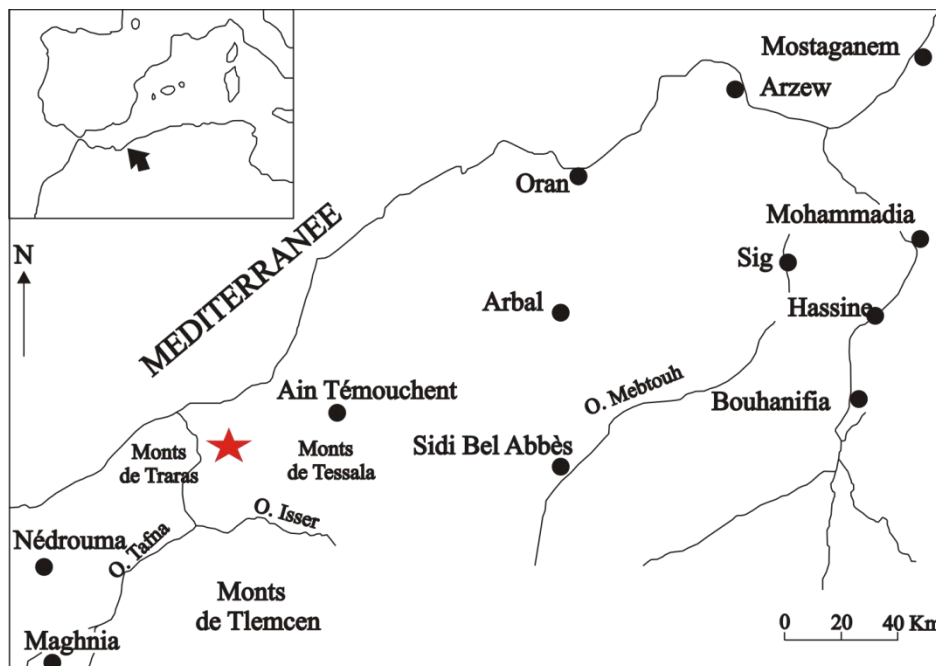 Mostaganem
Arzew
Oran
MEDITERRANEE
Mohammadia
N
Sig
Arbal
Hassine
Ain Témouchent
O. Mebtouh
Bouhanifia
Monts
de Traras
Monts
de Tessala
Sidi Bel Abbès
O. Isser
Nédrouma
O. Tafna
Monts
de Tlemcen
Maghnia
0 20 40 Km